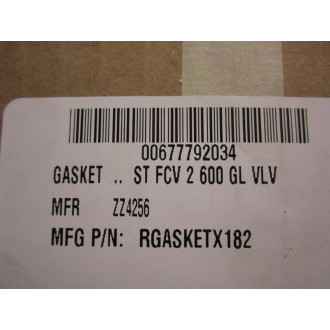 00677792034
GASKET .. ST FCV 2 600 GL VLV
MFR ZZ4256
MFG P/N: RGASKETX182